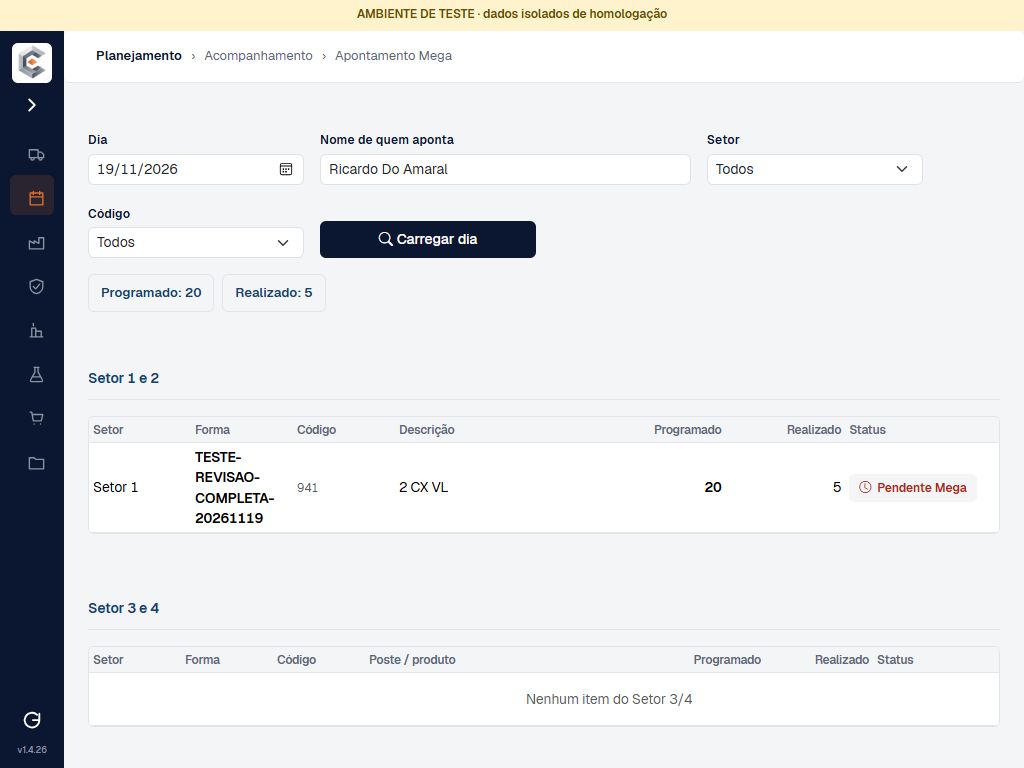 AMBIENTE DE TESTE · dados isolados de homologação
Planejamento › Acompanhamento › Apontamento Mega
Dia
Nome de quem aponta
Setor
19/11/2026
Ricardo Do Amaral
Todos
Código
Todos
Carregar dia
Programado: 20
Realizado: 5
Setor 1 e 2
Setor Forma Código Descrição Programado Realizado Status
Setor 1
TESTE-
REVISAO-
COMPLETA-
20261119
941
2 CX VL
20
5
Pendente Mega
Setor 3 e 4
Setor Forma Código Poste / produto Programado Realizado Status
Nenhum item do Setor 3/4
v1.4.26